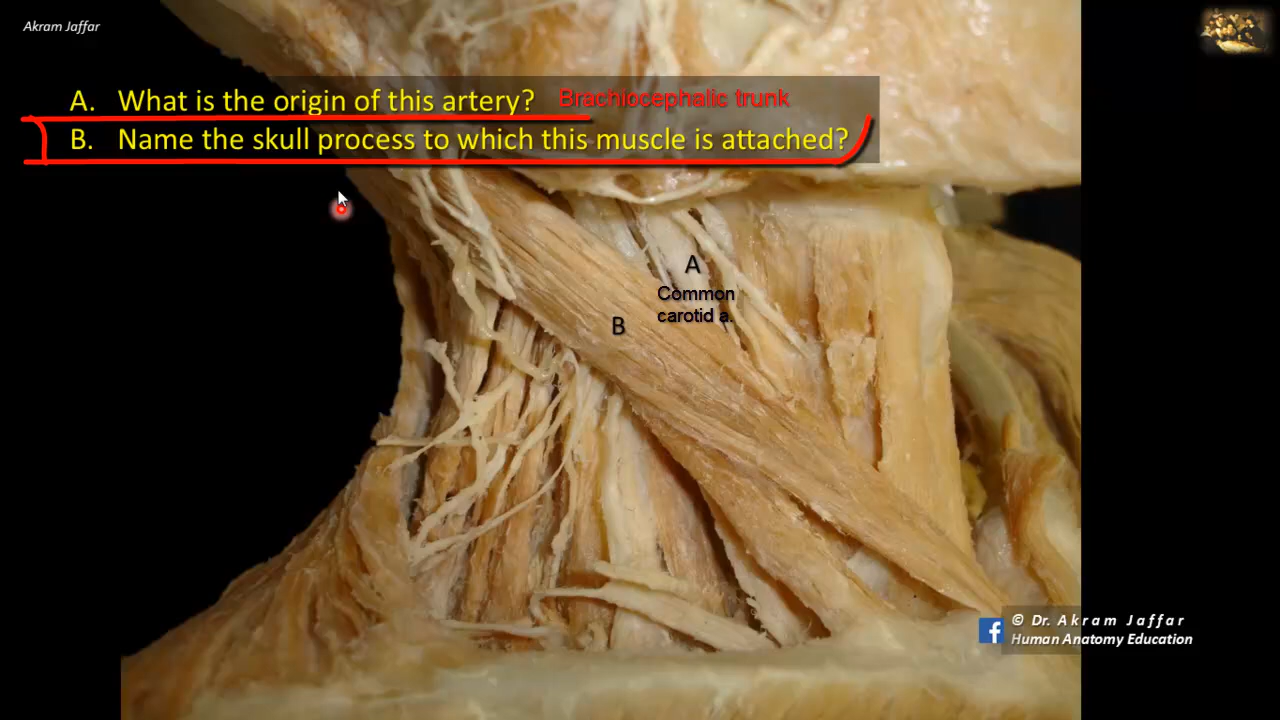 Akram Jaffar
A. What is the origin of this artery? Brachiocephalic trunk
B. Name the skull process to which this muscle is attached?
A
Common
carotid a.
B
f © Dr. Akram Jaffar
Human Anatomy Education